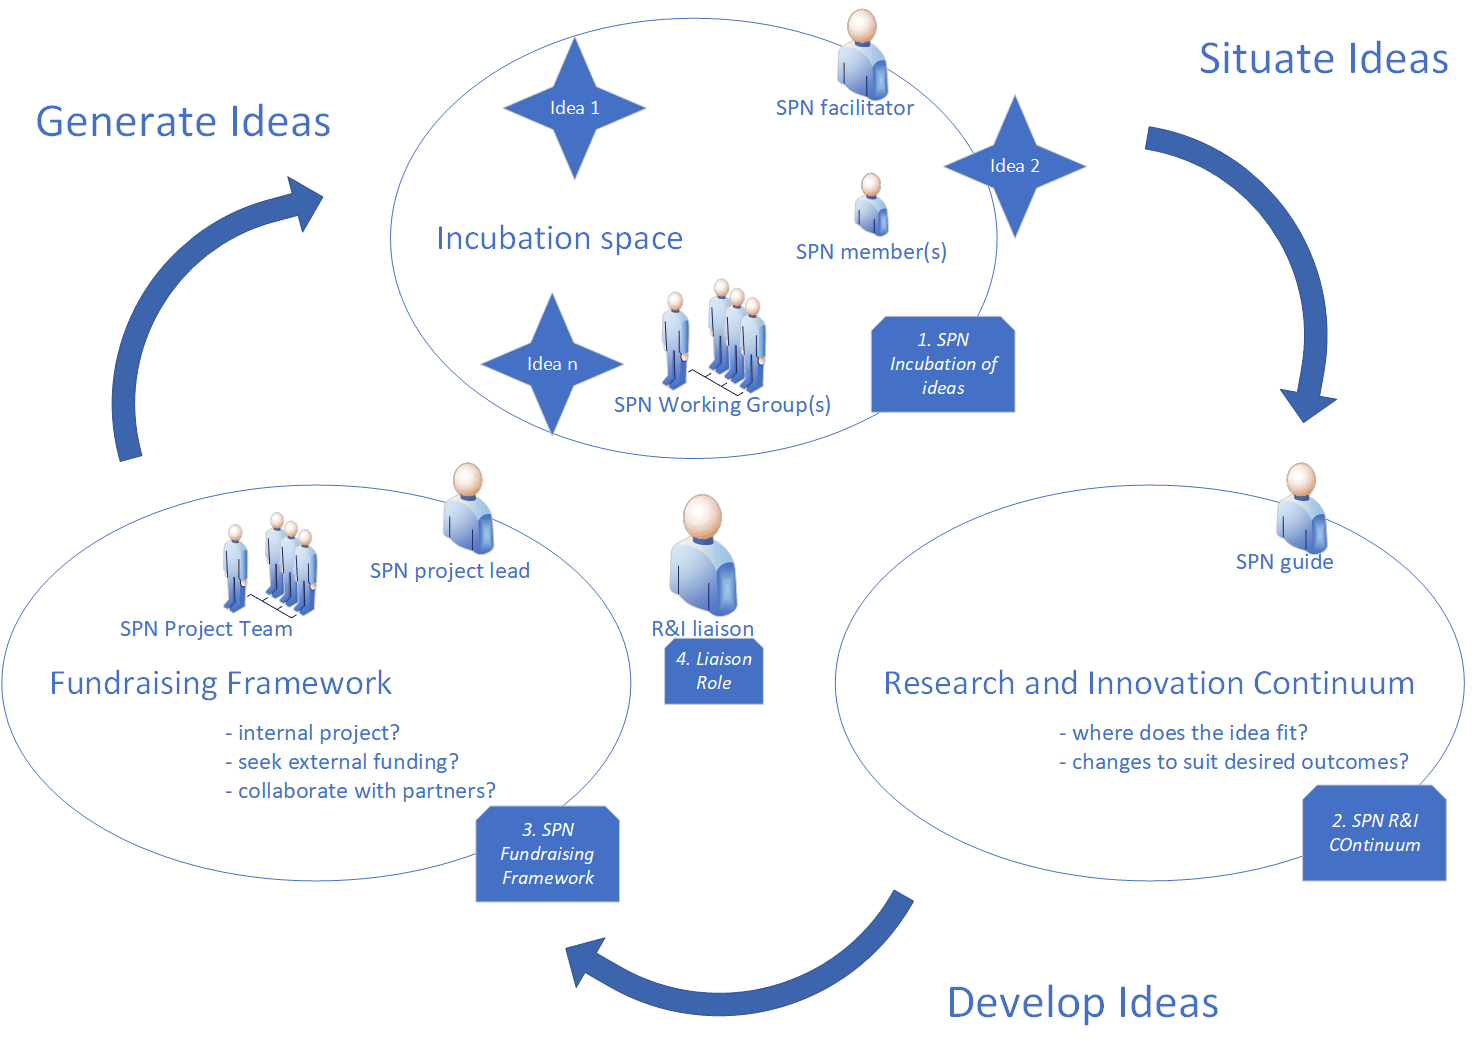 Situate Ideas
Generate Ideas
Idea 1
SPN facilitator
Idea 2
Incubation space
SPN member(s)
Idea n
SPN Working Group(s)
1. SPN
Incubation of
ideas
SPN project lead
SPN Project Team
Fundraising Framework
- internal project?
- seek external funding?
- collaborate with partners?
3. SPN
Fundraising
Framework
R&I liaison
4. Liaison
Role
SPN guide
Research and Innovation Continuum
- where does the idea fit?
- changes to suit desired outcomes?
2. SPN R&I
COntinuum
Develop Ideas